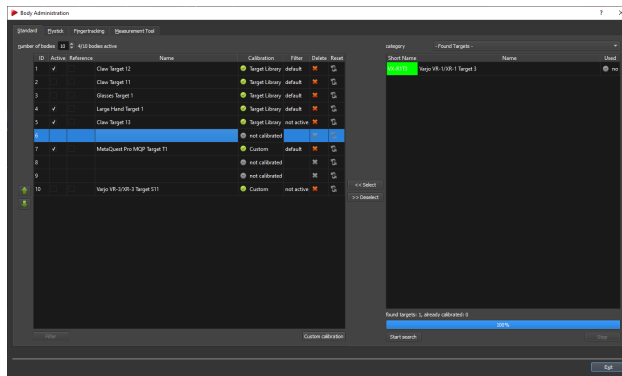 Body Administration ? ×
Standard Flystick Fingertracking Measurement Tool
number of bodies 10 4/10 bodies active
category -Found Targets -
ID Active Reference Name Calibration Filter Delete Reset
Short Name Name Used
1 Claw Target 12 Target Library default
VR-R1T3 Varjo VR-1/XR-1 Target 3 no
2 Claw Target 11 Target Library default
3 Glasses Target 1 Target Library default
4 Large Hand Target 1 Target Library default
5 Claw Target 13 Target Library not active
6 not calibrated
7 MetaQuest Pro MQP Target T1 Custom default
8 not calibrated
9 not calibrated
10 Varjo VR-3/XR-3 Target S11 Custom not active
<< Select
>> Deselect
found targets: 1, already calibrated: 0
100%
Filter Custom calibration
Start search Stop
Exit